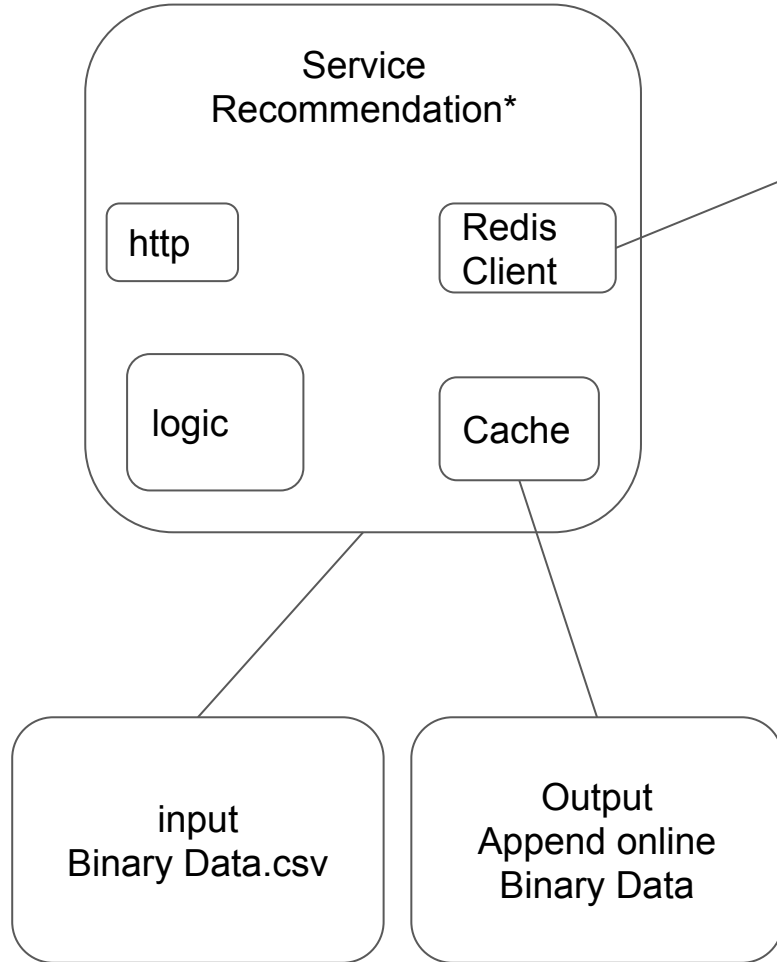 Service
Recommendation*
http
Redis
Client
logic
Cache
input
Binary Data.csv
Output
Append online
Binary Data